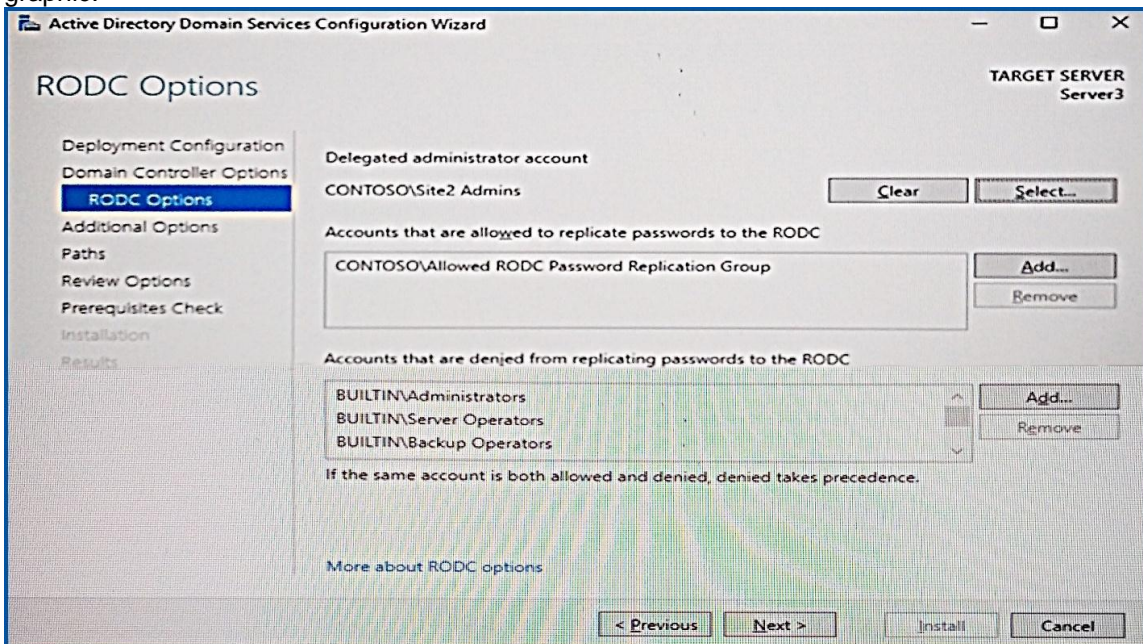 graphic.
Active Directory Domain Services Configuration Wizard
RODC Options
TARGET SERVER
Server3
Deployment Configuration
Domain Controller Options
RODC Options
Additional Options
Paths
Review Options
Prerequisites Check
Installation
Results
Delegated administrator account
CONTOSO\Site2 Admins
Clear
Select...
Accounts that are allowed to replicate passwords to the RODC
CONTOSO\Allowed RODC Password Replication Group
Add...
Remove
Accounts that are denied from replicating passwords to the RODC
BUILTIN\Administrators
BUILTIN\Server Operators
BUILTIN\Backup Operators
Add...
Remove
If the same account is both allowed and denied, denied takes precedence.
More about RODC options
< Previous
Next >
Install
Cancel